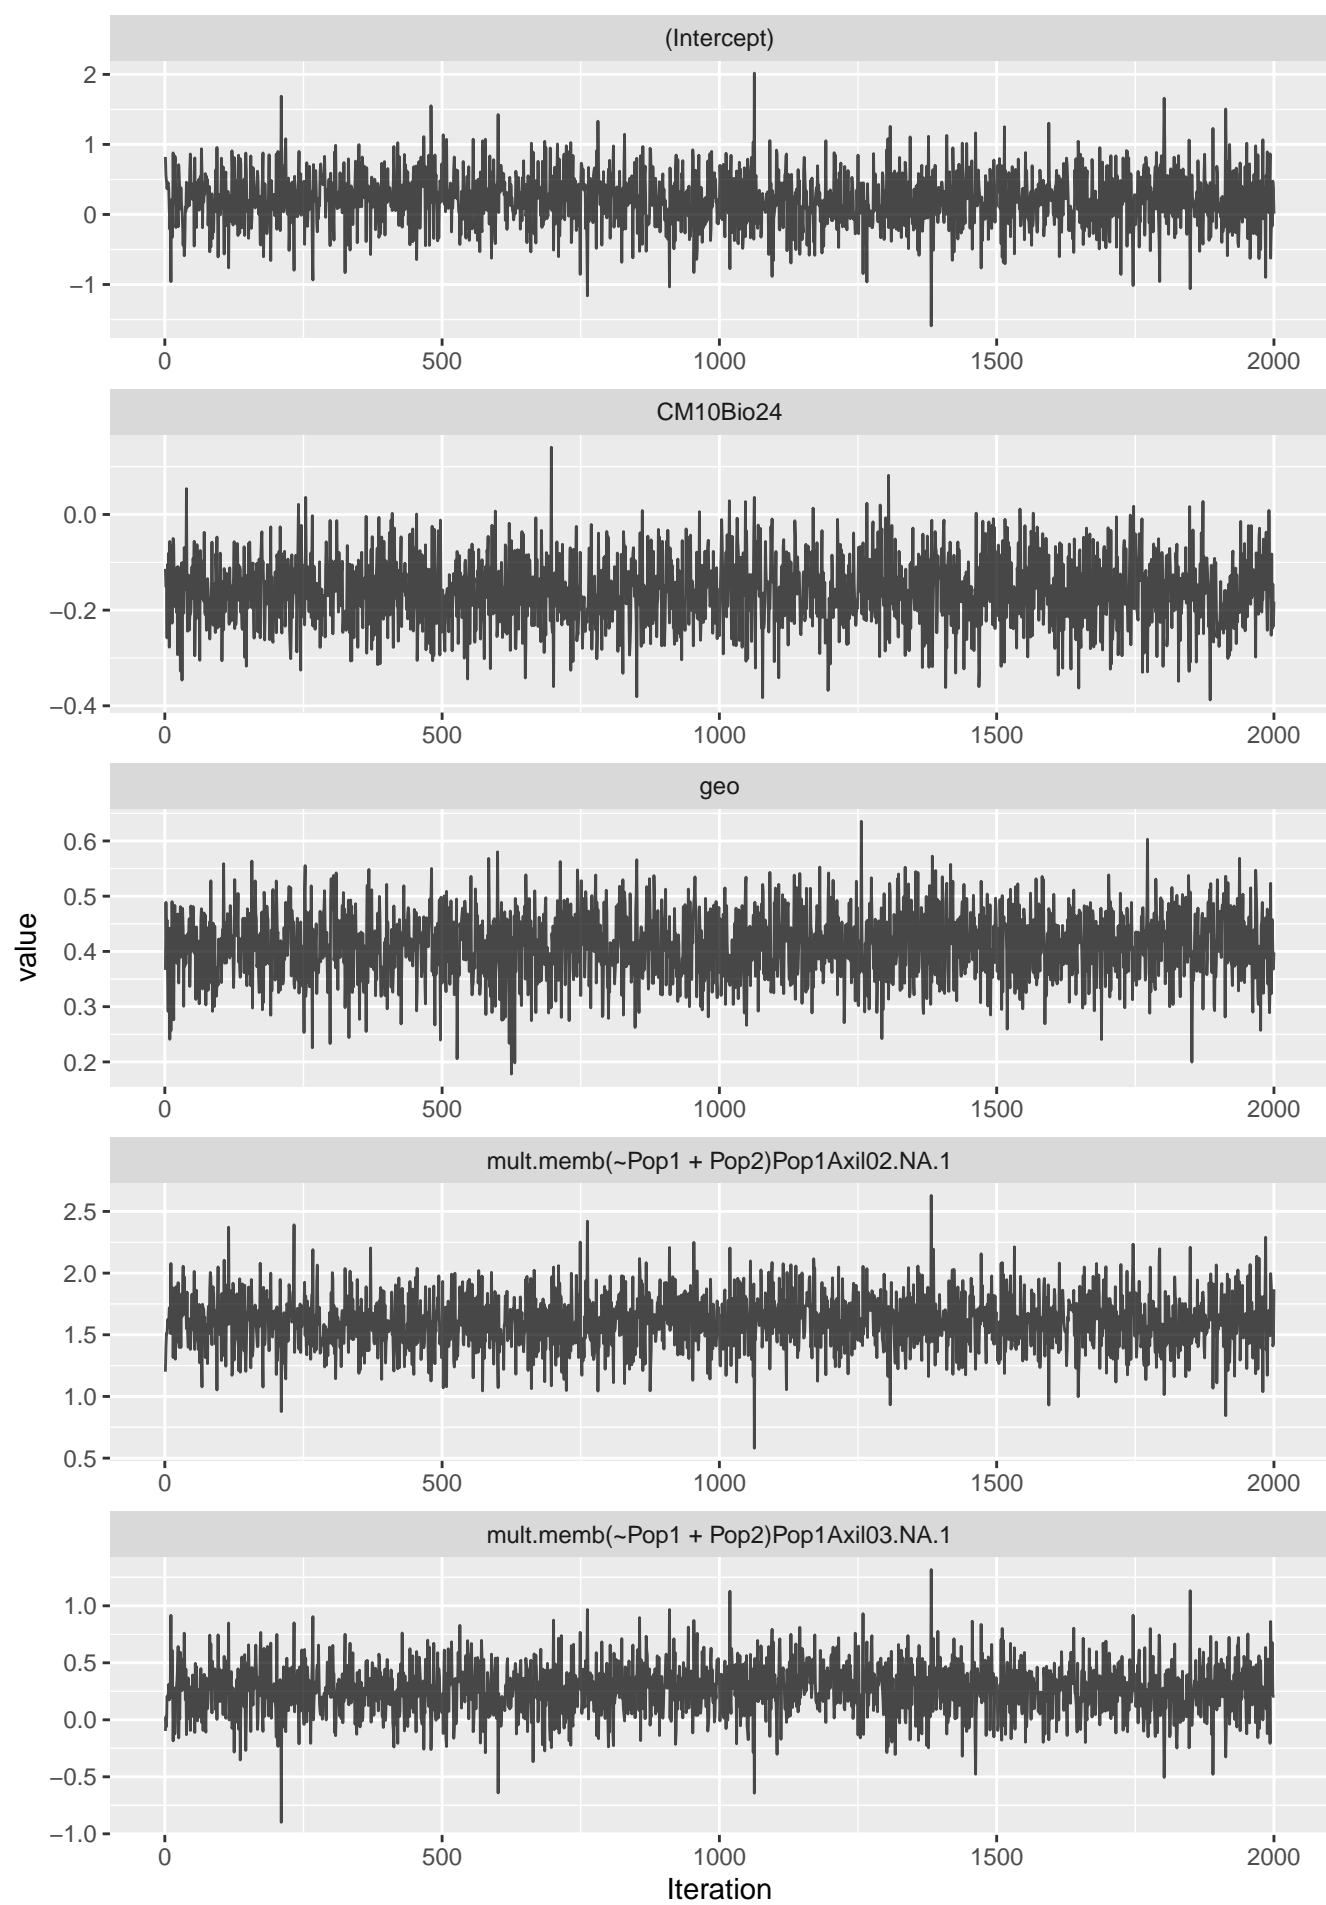 (Intercept)
2
1
0
−1
0 500 1000 1500 2000
CM10Bio24
0.0
−0.2
−0.4
0 500 1000 1500 2000
geo
0.6
0.5
0.4
0.3
0.2
0 500 1000 1500 2000
value
mult.memb(~Pop1 + Pop2)Pop1Axil02.NA.1
2.5
2.0
1.5
1.0
0.5
0 500 1000 1500 2000
mult.memb(~Pop1 + Pop2)Pop1Axil03.NA.1
1.0
0.5
0.0
−0.5
−1.0
0 500 1000 1500 2000
Iteration